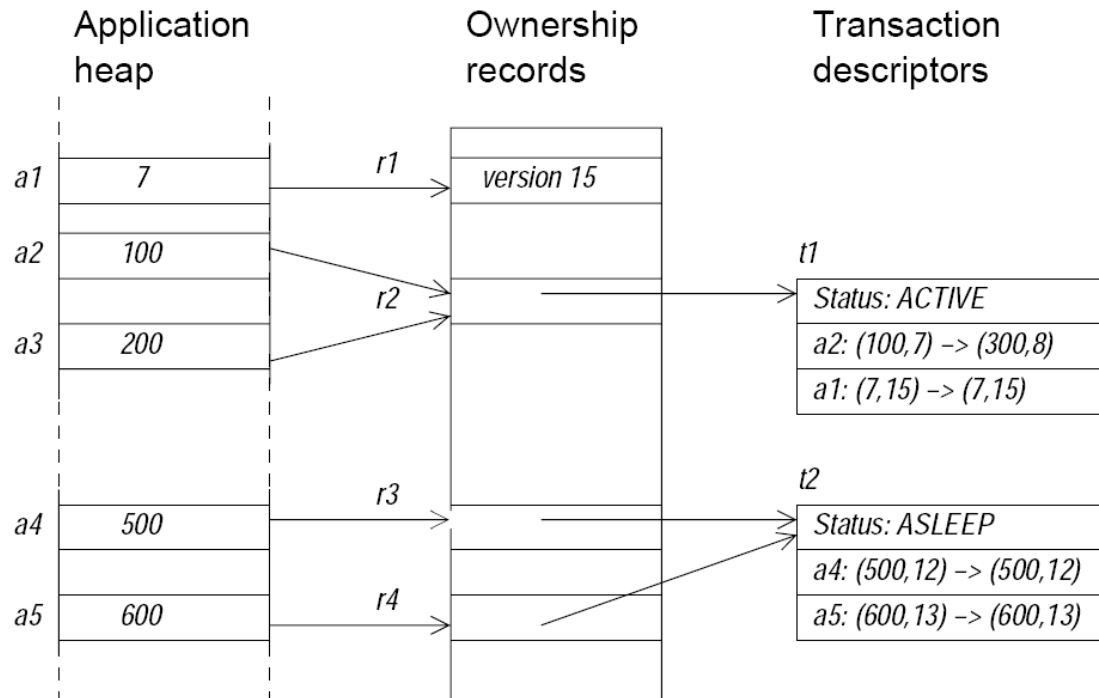 Application
heap
Ownership
records
Transaction
descriptors
a1
7
r1
version 15
a2
100
r2
t1
Status: ACTIVE
a3
200
a2: (100,7) –> (300,8)
a1: (7,15) –> (7,15)
a4
500
r3
t2
Status: ASLEEP
a4: (500,12) –> (500,12)
a5
600
r4
a5: (600,13) –> (600,13)